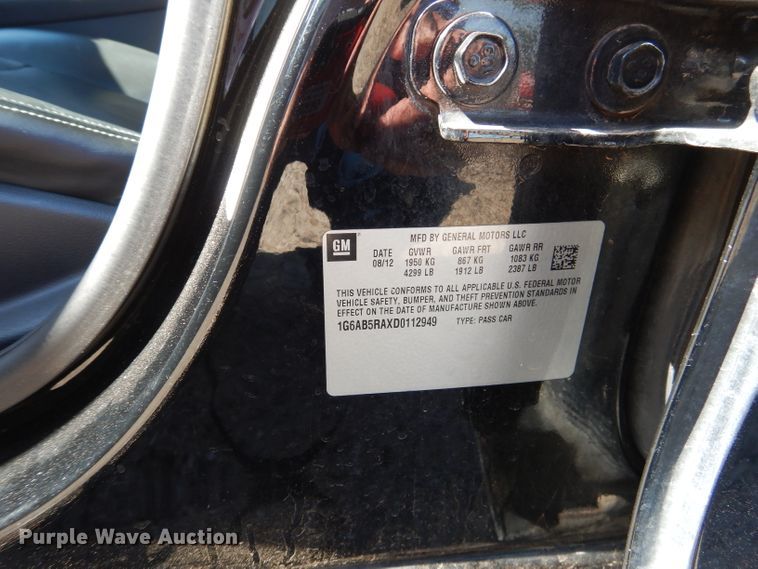 GM
MFD BY GENERAL MOTORS LLC
DATE GVWR GAWR FRT GAWR RR
08/12 1950 KG 867 KG 1083 KG
4299 LB 1912 LB 2387 LB
THIS VEHICLE CONFORMS TO ALL APPLICABLE U.S. FEDERAL MOTOR
VEHICLE SAFETY, BUMPER, AND THEFT PREVENTION STANDARDS IN
EFFECT ON THE DATE OF MANUFACTURE SHOWN ABOVE.
1G6AB5RAXD0112949 TYPE: PASS CAR
Purple Wave Auction.